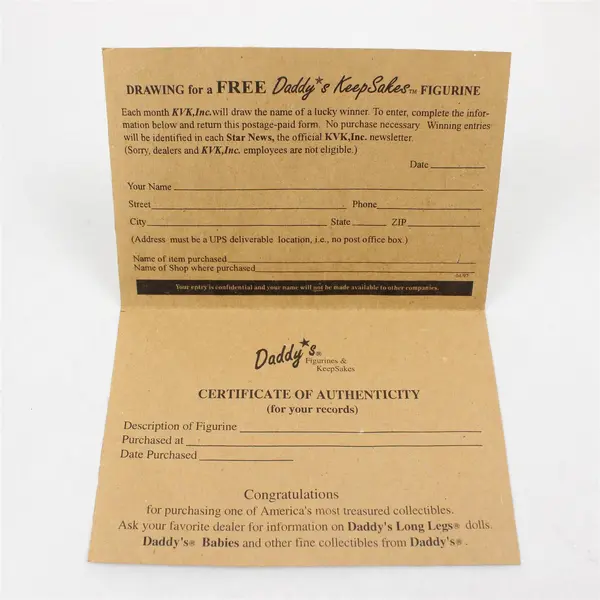 DRAWING for a FREE Daddy's KeepSakes™ FIGURINE
Each month KVK,Inc.will draw the name of a lucky winner. To enter, complete the infor-
mation below and return this postage-paid form. No purchase necessary Winning entries
will be identified in each Star News, the official KVK,Inc. newsletter.
(Sorry, dealers and KVK,Inc. employees are not eligible.)
Date
Your Name
Street Phone
City State ZIP
(Address must be a UPS deliverable location, i.e., no post office box )
Name of item purchased
Name of Shop where purchased
Your entry is confidential and your name will not be made available to other companies.
Daddy's®
Figurines &
KeepSakes
CERTIFICATE OF AUTHENTICITY
(for your records)
Description of Figurine
Purchased at
Date Purchased
Congratulations
for purchasing one of America's most treasured collectibles.
Ask your favorite dealer for information on Daddy's Long Legs® dolls.
Daddy's® Babies and other fine collectibles from Daddy's®.